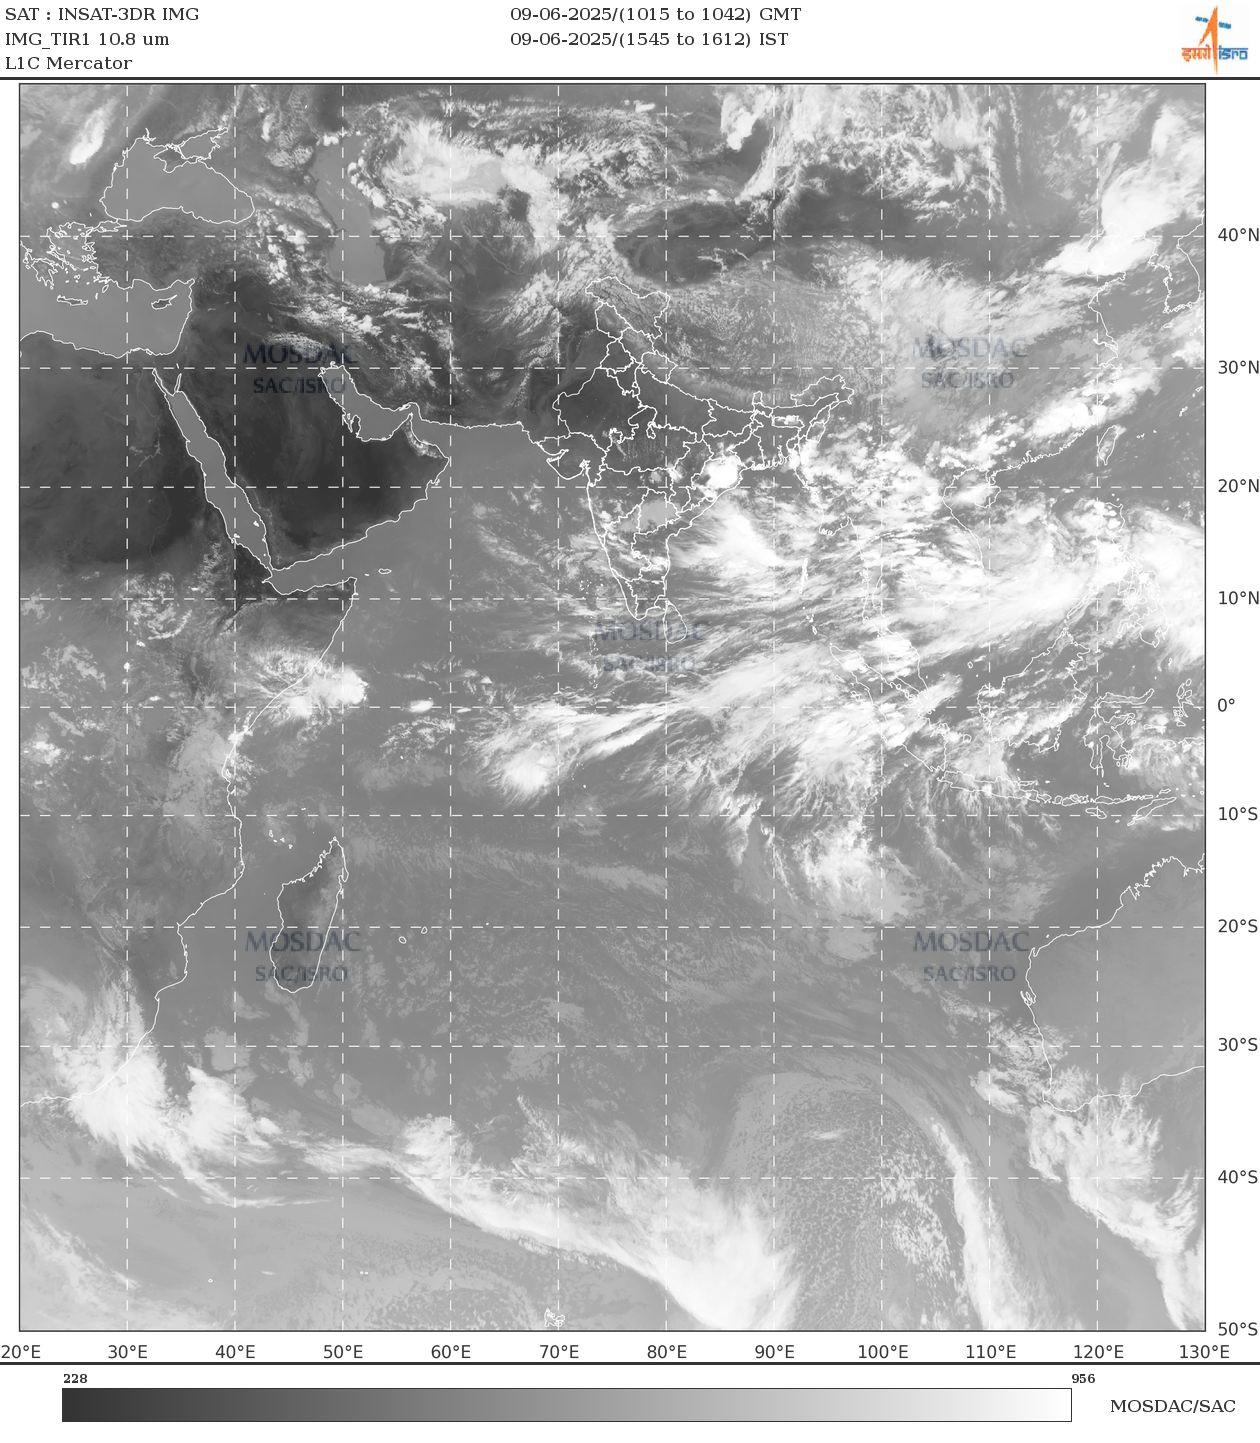 SAT : INSAT-3DR IMG
09-06-2025/(1015 to 1042) GMT
IMG_TIR1 10.8 um
09-06-2025/(1545 to 1612) IST
L1C Mercator
इसरो isro
40°N
MOSDAC
SAC/ISRO
MOSDAC
SAC/ISRO
30°N
20°N
10°N
MOSDAC
SAC/ISRO
0°
10°S
20°S
MOSDAC
SAC/ISRO
MOSDAC
SAC/ISRO
30°S
40°S
50°S
20°E 30°E 40°E 50°E 60°E 70°E 80°E 90°E 100°E 110°E 120°E 130°E
228
956
MOSDAC/SAC